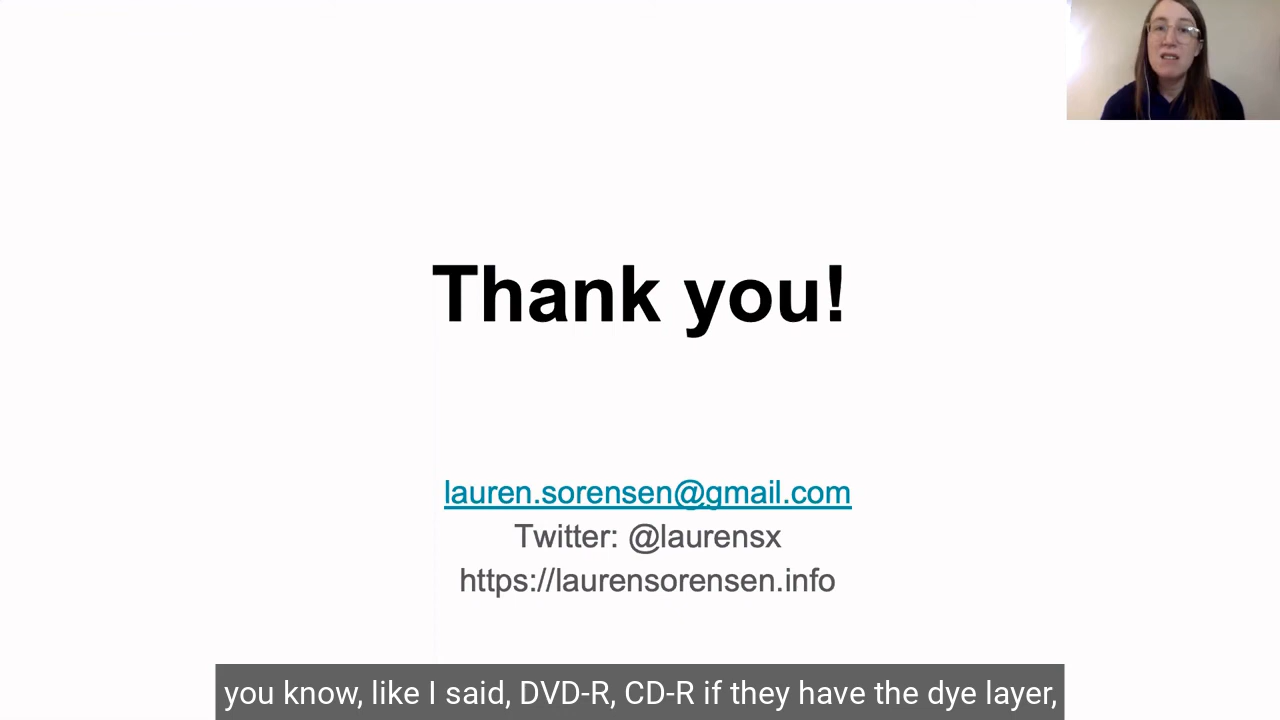 Thank you!
lauren.sorensen@gmail.com
Twitter: @laurensx
https://laurensorensen.info
you know, like I said, DVD-R, CD-R if they have the dye layer,